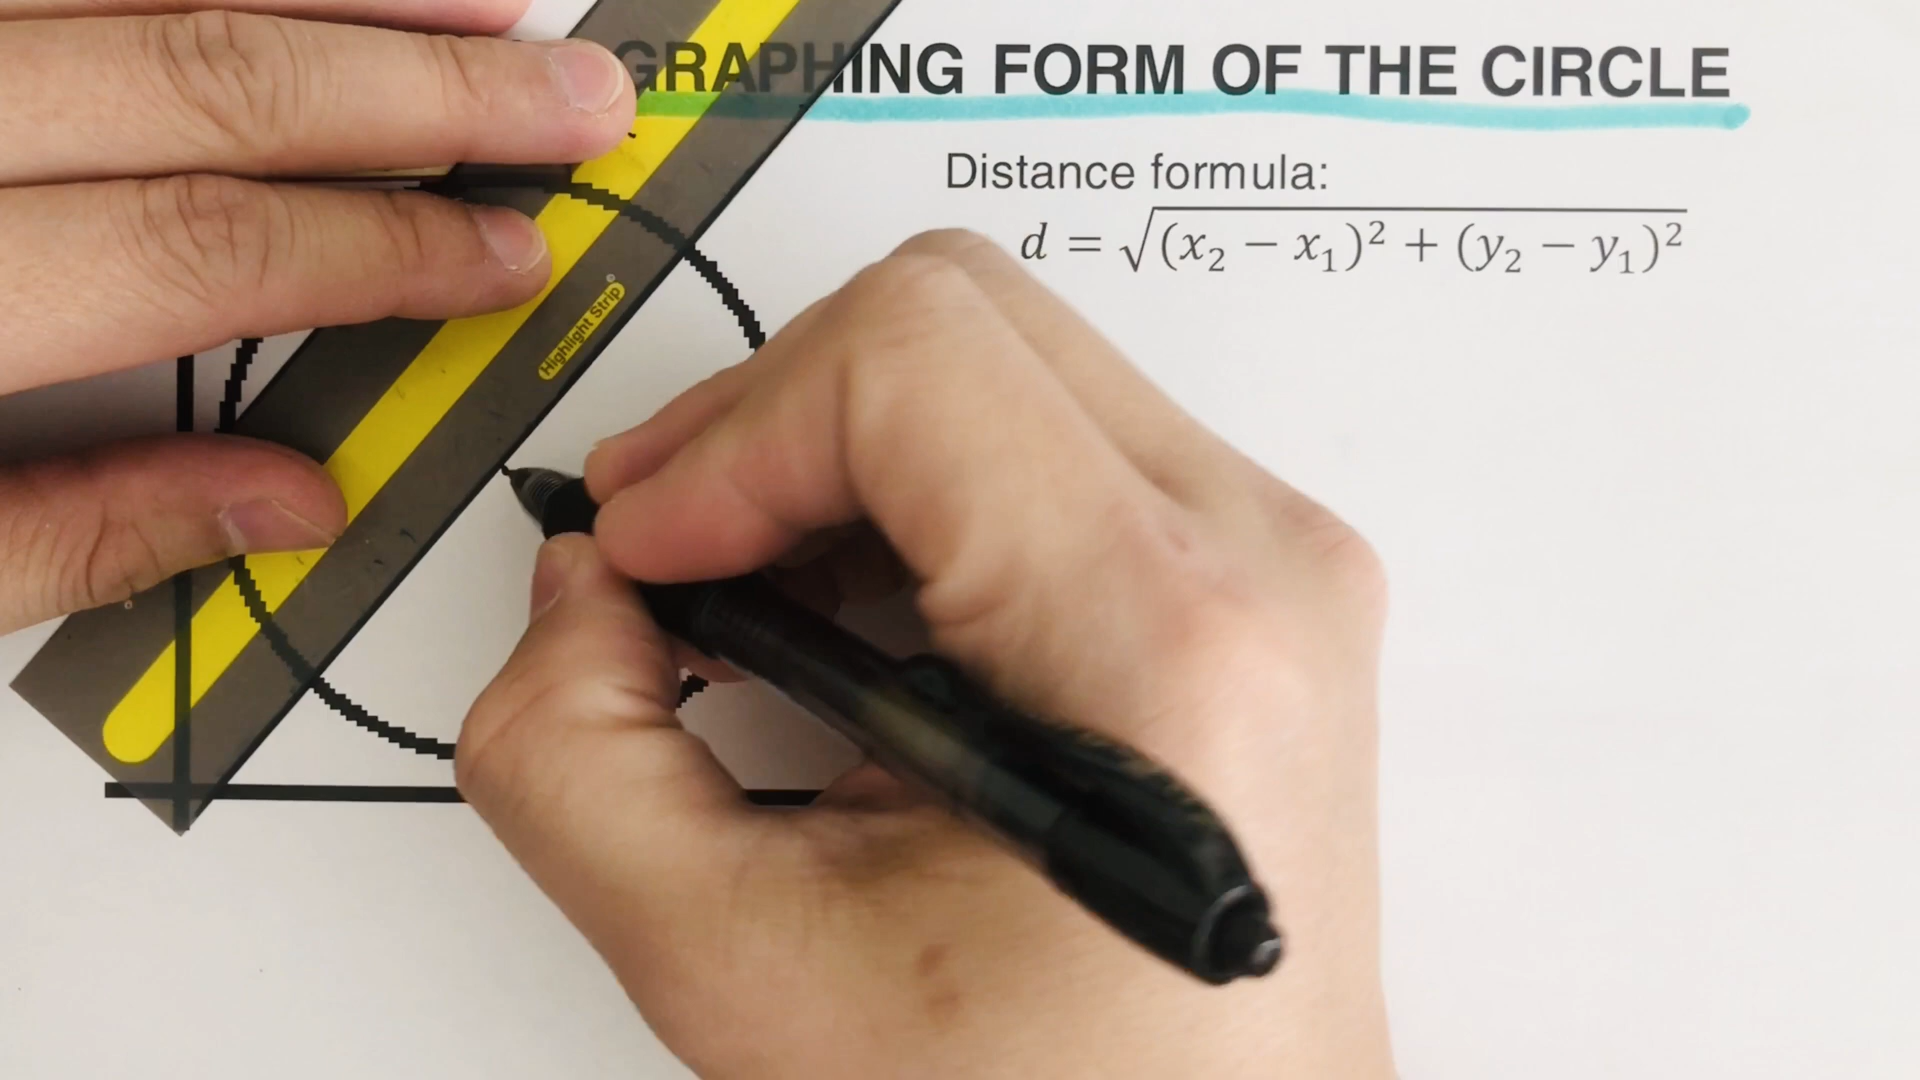 GRAPHING FORM OF THE CIRCLE
Distance formula:
d = √(x₂ − x₁)² + (y₂ − y₁)²
Highlight Strip